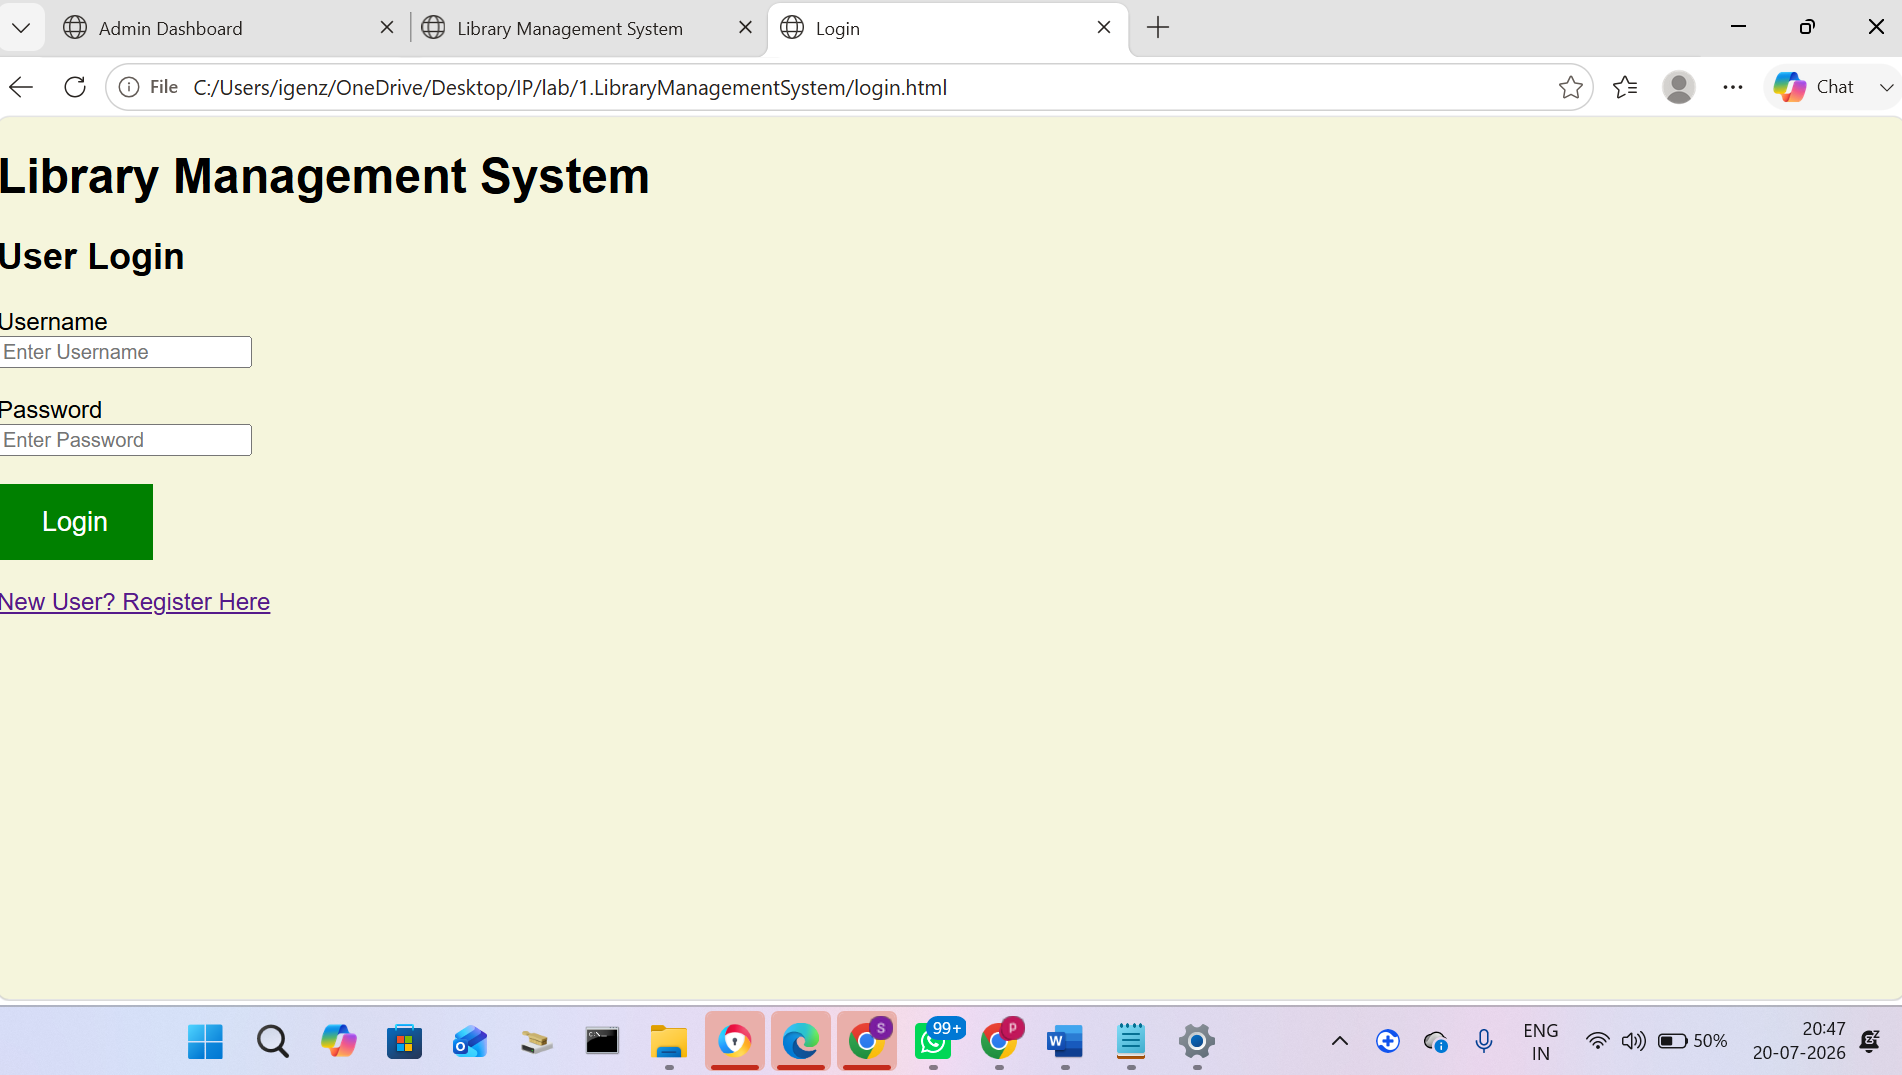 Admin Dashboard
Library Management System
Login
File
C:/Users/igenz/OneDrive/Desktop/IP/lab/1.LibraryManagementSystem/login.html
Chat
Library Management System
User Login
Username
Enter Username
Password
Enter Password
Login
New User? Register Here
S
99+
P
W
ENG
IN
50%
20:47
20-07-2026